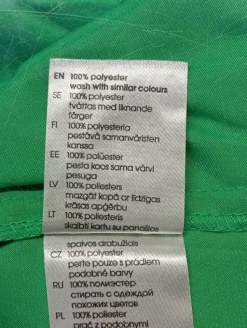 EN 100% polyester
wash with similar colours
SE 100% polyester
tvättas med liknande
färger
FI 100% polyesteria
pestävä samanväristen
kanssa
EE 100% polüester
pesta koos sama värvi
pesuga
LV 100% poliesters
mazgāt kopā ar līdzīgas
krāsas apģērbu
LT 100% poliesteris
skalbti kartu su panašios
spalvos drabužiais
CZ 100% polyester
perte pouze s prádlem
podobné barvy
RU 100% полиэстер
стирать с одеждой
похожих цветов
PL 100% poliester
prać z podobnymi